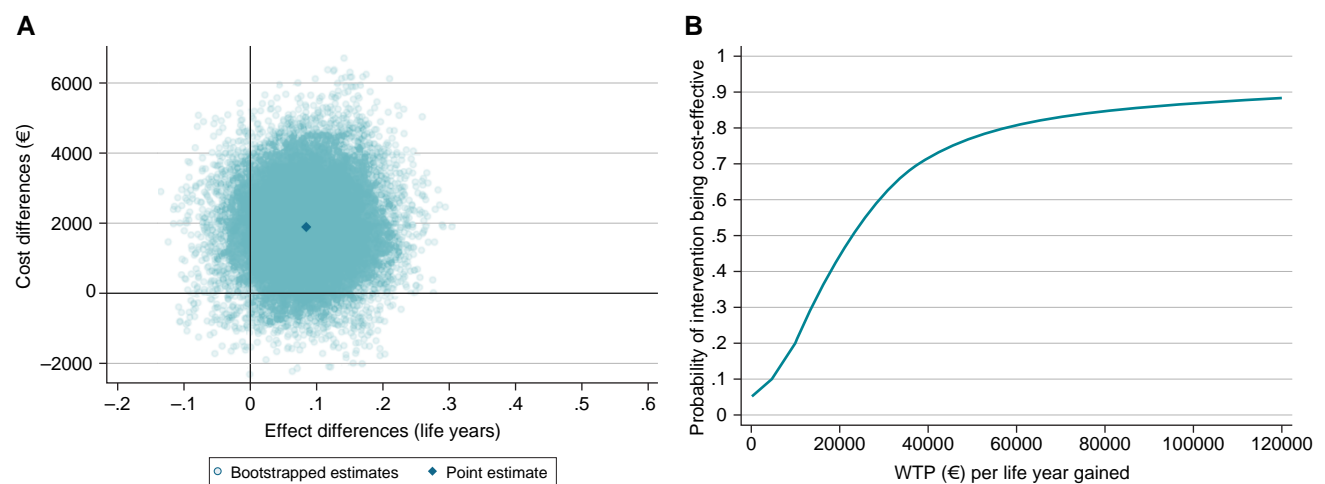 A
Cost differences (€)
6000
4000
2000
0
–2000
–.2 –.1 0 .1 .2 .3 .4 .5 .6
Effect differences (life years)
Bootstrapped estimates Point estimate
B
Probability of intervention being cost-effective
1
.9
.8
.7
.6
.5
.4
.3
.2
.1
0
0 20000 40000 60000 80000 100000 120000
WTP (€) per life year gained